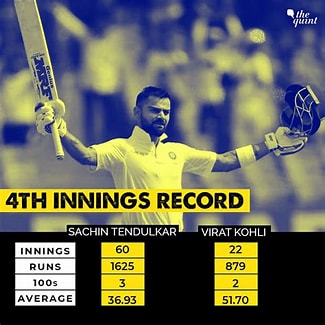 the
quint
4TH INNINGS RECORD
SACHIN TENDULKAR VIRAT KOHLI
INNINGS 60 22
RUNS 1625 879
100s 3 2
AVERAGE 36.93 51.70